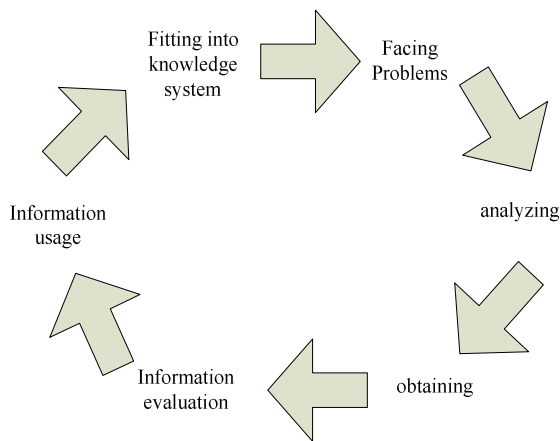 Fitting into
knowledge
system
Facing
Problems
analyzing
obtaining
Information
evaluation
Information
usage